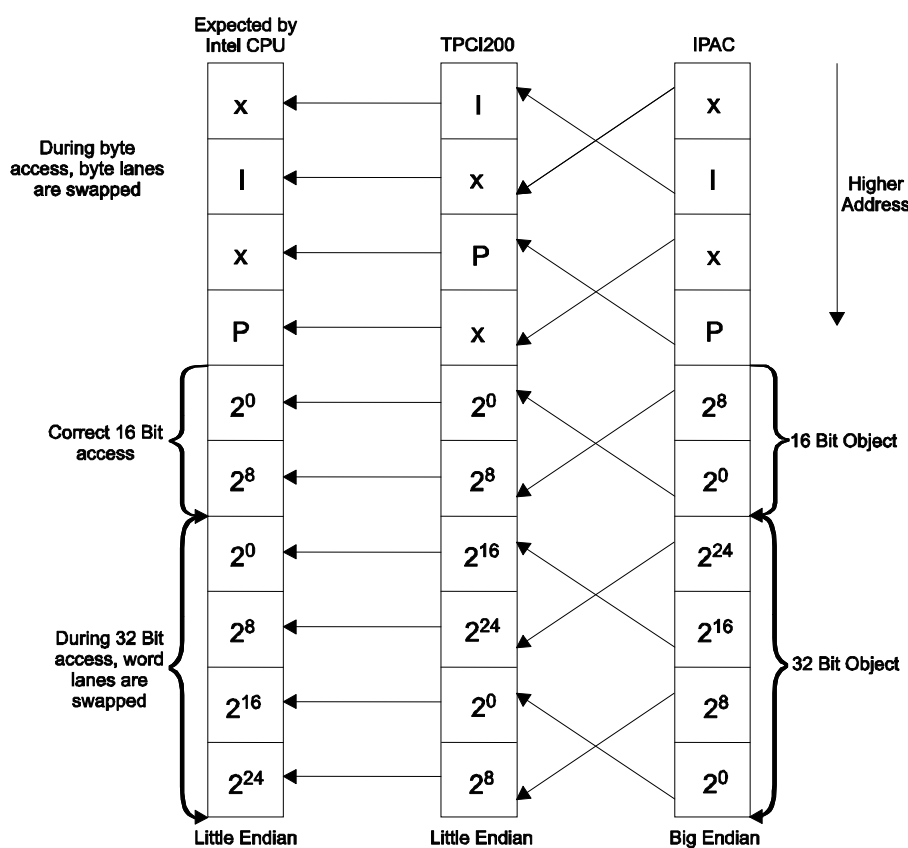 Expected by
Intel CPU
TPCI200
IPAC
x
I
x
I
x
I
During byte
access, byte lanes
are swapped
Higher
Address
x
P
x
P
x
P
2⁰
2⁰
2⁸
Correct 16 Bit
access
16 Bit Object
2⁸
2⁸
2⁰
2⁰
2¹⁶
2²⁴
2⁸
2²⁴
2¹⁶
During 32 Bit
access, word
lanes are
swapped
32 Bit Object
2¹⁶
2⁰
2⁸
2²⁴
2⁸
2⁰
Little Endian
Little Endian
Big Endian